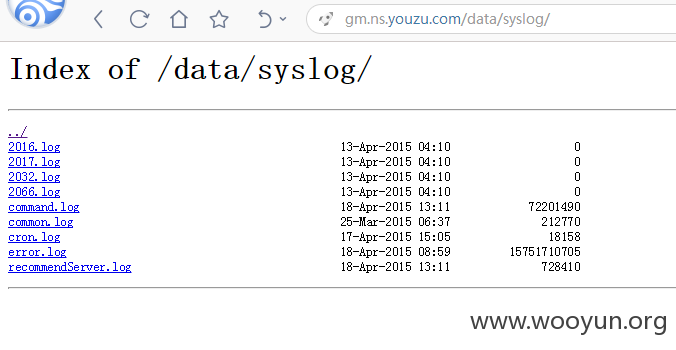 gm.ns.youzu.com/data/syslog/
Index of /data/syslog/
../
2016.log 13-Apr-2015 04:10 0
2017.log 13-Apr-2015 04:10 0
2032.log 13-Apr-2015 04:10 0
2066.log 13-Apr-2015 04:10 0
command.log 18-Apr-2015 13:11 72201490
common.log 25-Mar-2015 06:37 212770
cron.log 17-Apr-2015 15:05 18158
error.log 18-Apr-2015 08:59 15751710705
recommendServer.log 18-Apr-2015 13:11 728410
www.wooyun.org